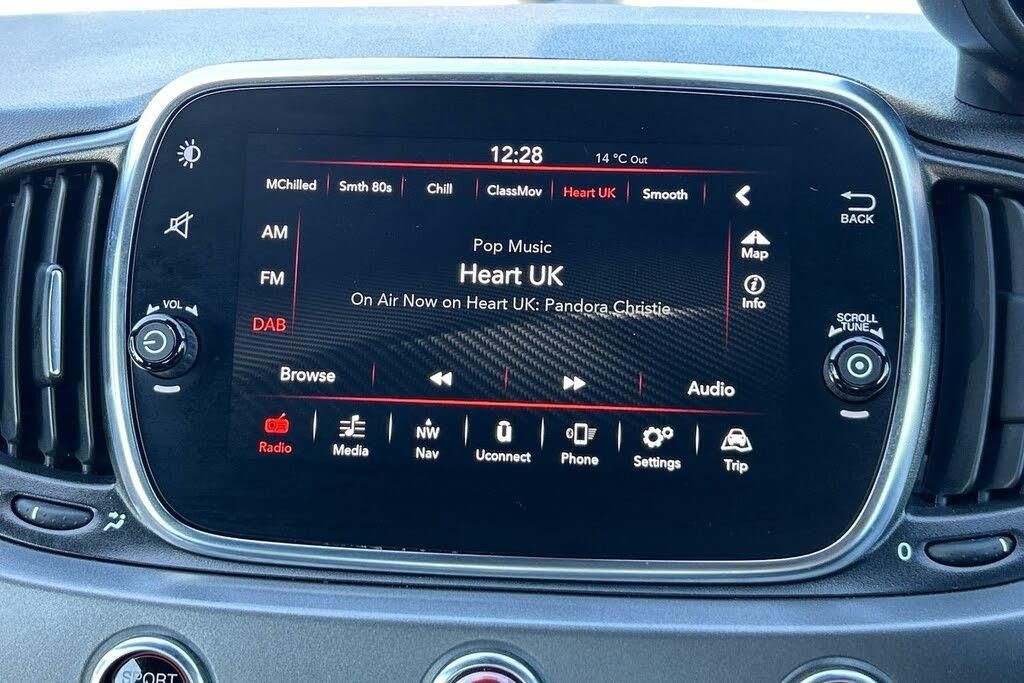 12:28 14 °C Out
MChilled Smth 80s Chill ClassMov Heart UK Smooth
BACK
AM
Pop Music
Map
FM
Heart UK
Info
On Air Now on Heart UK: Pandora Christie
VOL
DAB
SCROLL
TUNE
Browse
Audio
NW
Radio Media Nav Uconnect Phone Settings Trip
0
SPORT